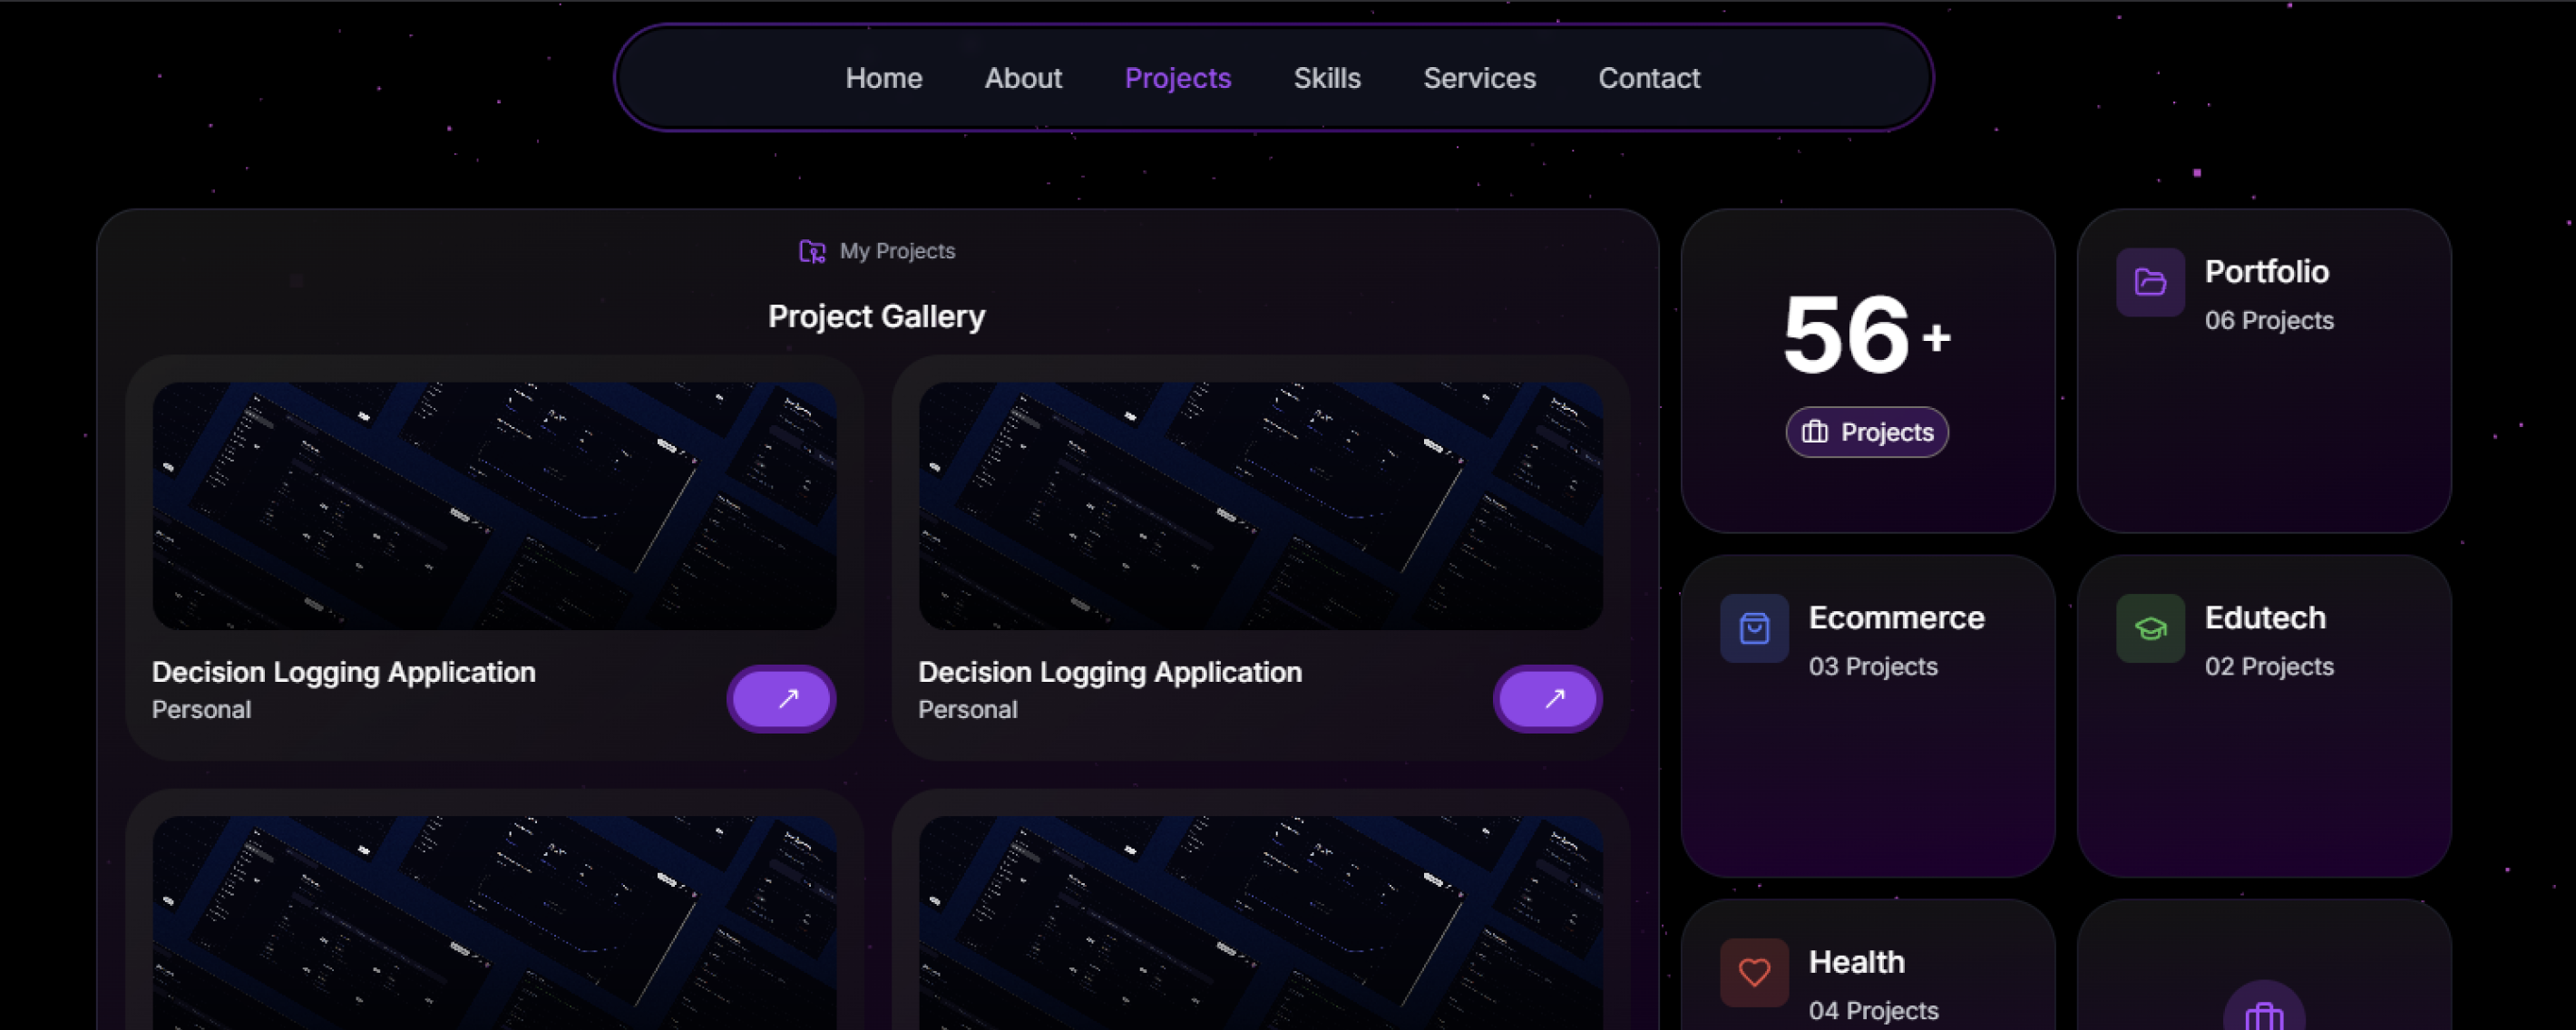 Home About Projects Skills Services Contact
My Projects
Project Gallery
Decision Logging Application
Personal
Decision Logging Application
Personal
56+
Projects
Portfolio
06 Projects
Ecommerce
03 Projects
Edutech
02 Projects
Health
04 Projects